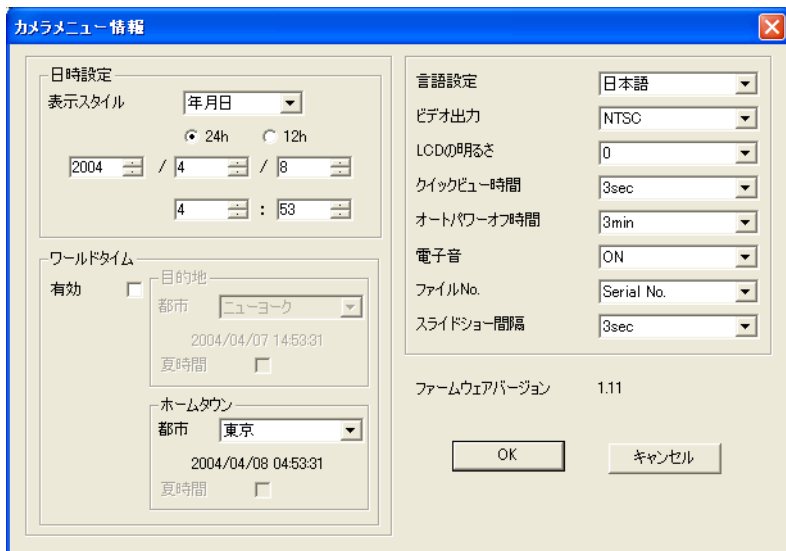 カメラメニュー情報
日時設定
表示スタイル 年月日
24h 12h
2004 / 4 / 8
4 : 53
ワールドタイム
有効
目的地
都市 ニューヨーク
2004/04/07 14:53:31
夏時間
ホームタウン
都市 東京
2004/04/08 04:53:31
夏時間
言語設定 日本語
ビデオ出力 NTSC
LCDの明るさ 0
クイックビュー時間 3sec
オートパワーオフ時間 3min
電子音 ON
ファイルNo. Serial No.
スライドショー間隔 3sec
ファームウェアバージョン 1.11
OK キャンセル